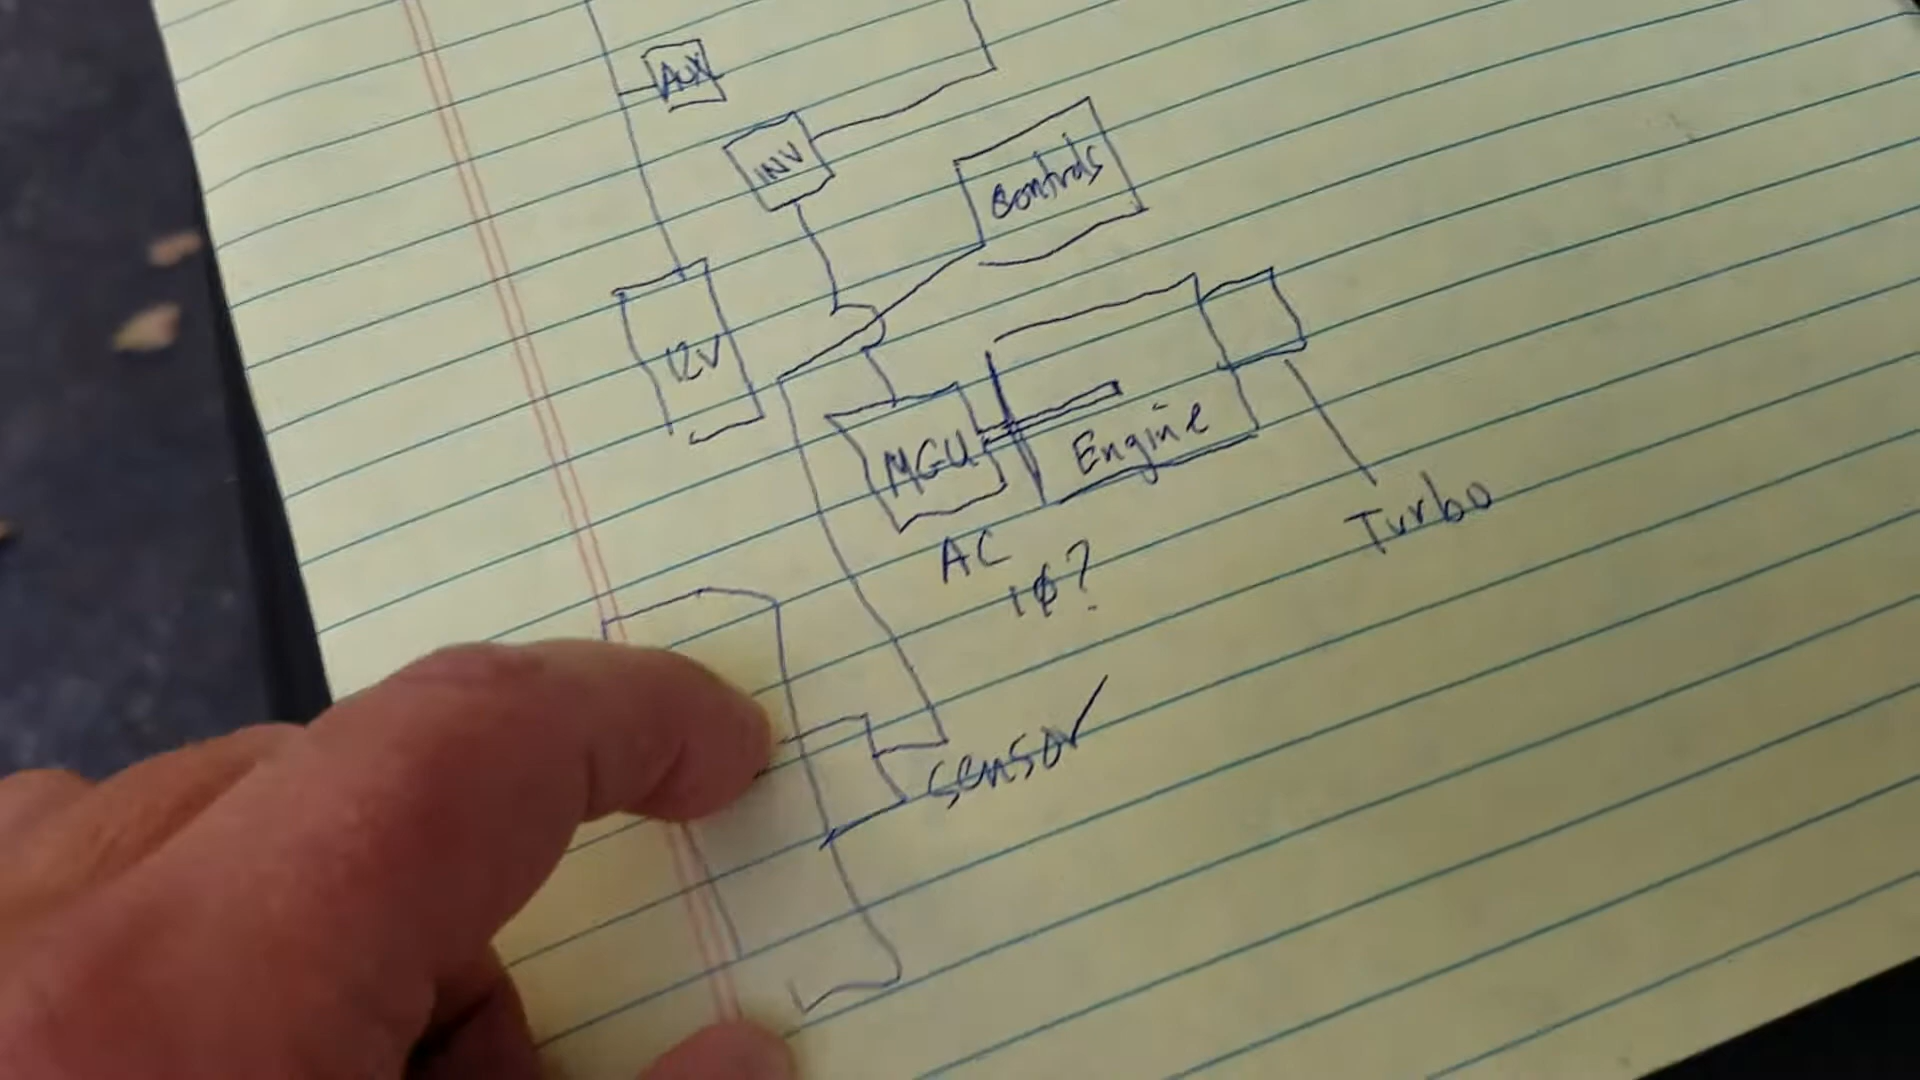 AUX
INV
Controls
12V
MGU
Engine
Turbo
AC
1ϕ?
Sensor